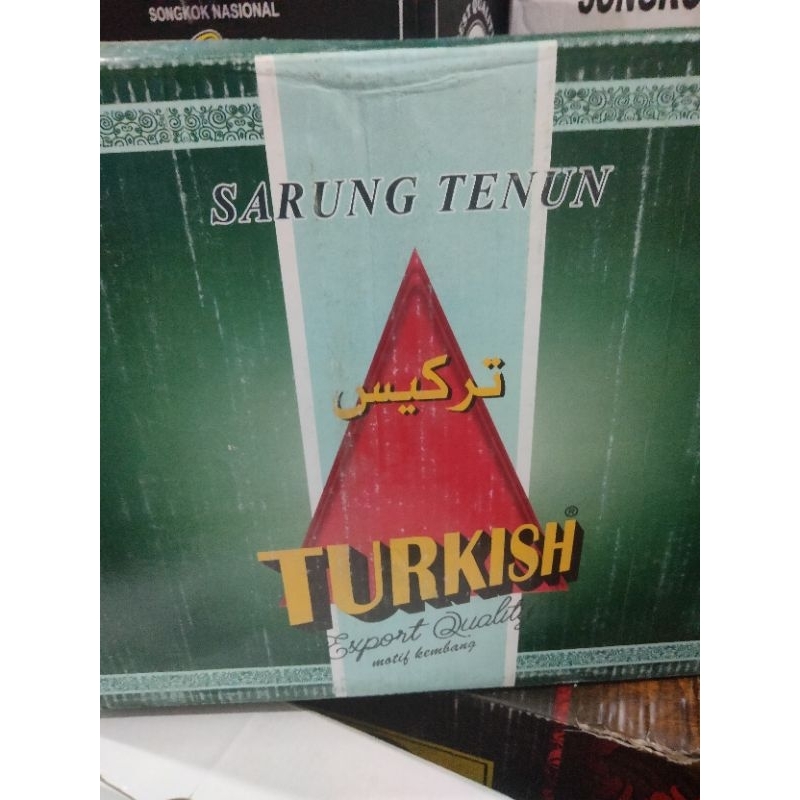 SONGKOK NASIONAL
SARUNG TENUN
تركيس
TURKISH®
Export Quality
motif kembang